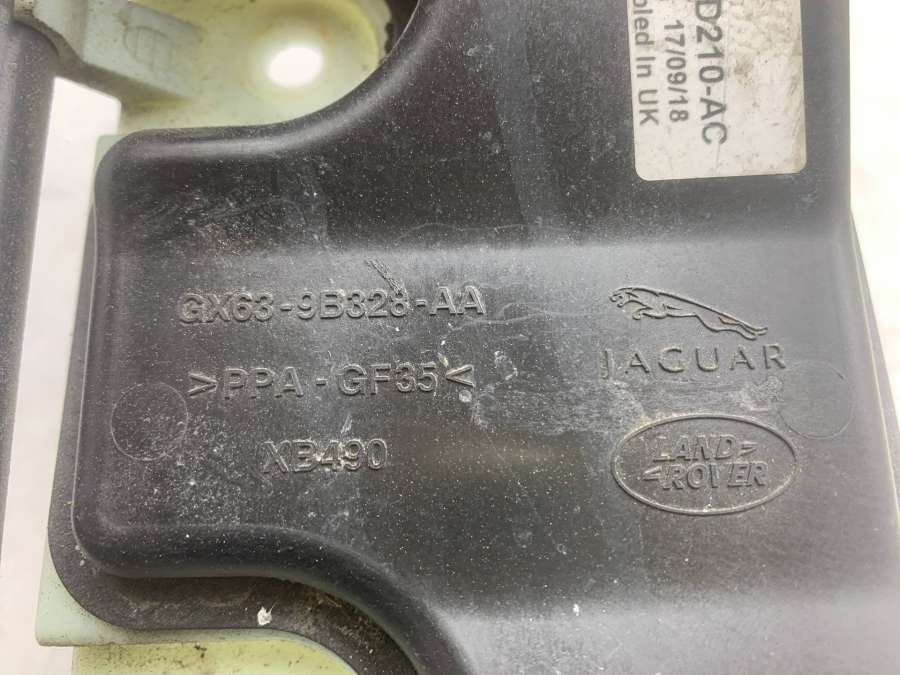 D210-AC
17/09/18
bled In UK
GX63-9B328-AA
>PPA-GF35<
XB490
JAGUAR
LAND
ROVER